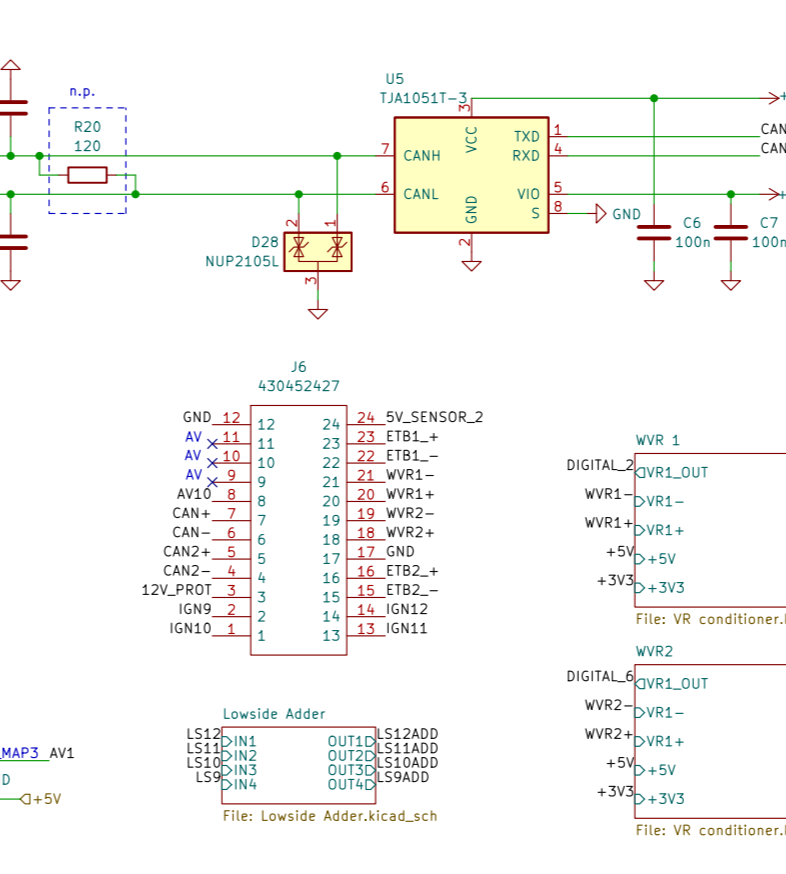 n.p.
R20
120
U5
TJA1051T-3
3
VCC
1
TXD
CAN
7
CANH
RXD
4
CAN
6
CANL
VIO
5
S
8
GND
GND
2
C6
100n
C7
100n
+
+
2
1
D28
NUP2105L
3
J6
430452427
GND 12 12 24 24 5V_SENSOR_2
AV 11 11 23 23 ETB1_+
AV 10 10 22 22 ETB1_-
AV 9 9 21 21 WVR1-
AV10 8 8 20 20 WVR1+
CAN+ 7 7 19 19 WVR2-
CAN- 6 6 18 18 WVR2+
CAN2+ 5 5 17 17 GND
CAN2- 4 4 16 16 ETB2_+
12V_PROT 3 3 15 15 ETB2_-
IGN9 2 2 14 14 IGN12
IGN10 1 1 13 13 IGN11
WVR 1
DIGITAL_2 VR1_OUT
WVR1- VR1-
WVR1+ VR1+
+5V +5V
+3V3 +3V3
File: VR conditioner.
WVR2
DIGITAL_6 VR1_OUT
WVR2- VR1-
WVR2+ VR1+
+5V +5V
+3V3 +3V3
File: VR conditioner.
Lowside Adder
LS12 IN1 OUT1 LS12ADD
LS11 IN2 OUT2 LS11ADD
LS10 IN3 OUT3 LS10ADD
LS9 IN4 OUT4 LS9ADD
File: Lowside Adder.kicad_sch
_MAP3 AV1
D
+5V